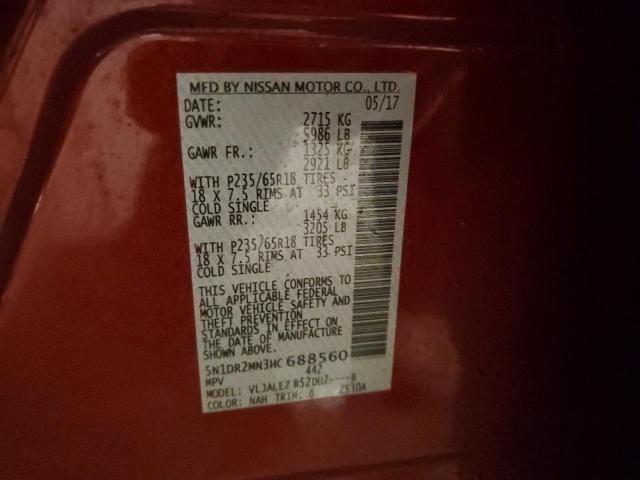 MFD BY NISSAN MOTOR CO., LTD.
DATE: 05/17
GVWR: 2715 KG
5986 LB
GAWR FR.: 1325 KG
2921 LB
WITH P235/65R18 TIRES
18 X 7.5 RIMS AT 33 PSI
COLD SINGLE
GAWR RR.: 1454 KG
3205 LB
WITH P235/65R18 TIRES
18 X 7.5 RIMS AT 33 PSI
COLD SINGLE
THIS VEHICLE CONFORMS TO
ALL APPLICABLE FEDERAL
MOTOR VEHICLE SAFETY AND
THEFT PREVENTION
STANDARDS IN EFFECT ON
THE DATE OF MANUFACTURE
SHOWN ABOVE.
5N1DR2MN3HC688560
MPV 442
MODEL: VLJALEZ R52DUZ----B
COLOR: NAH TRIM: G